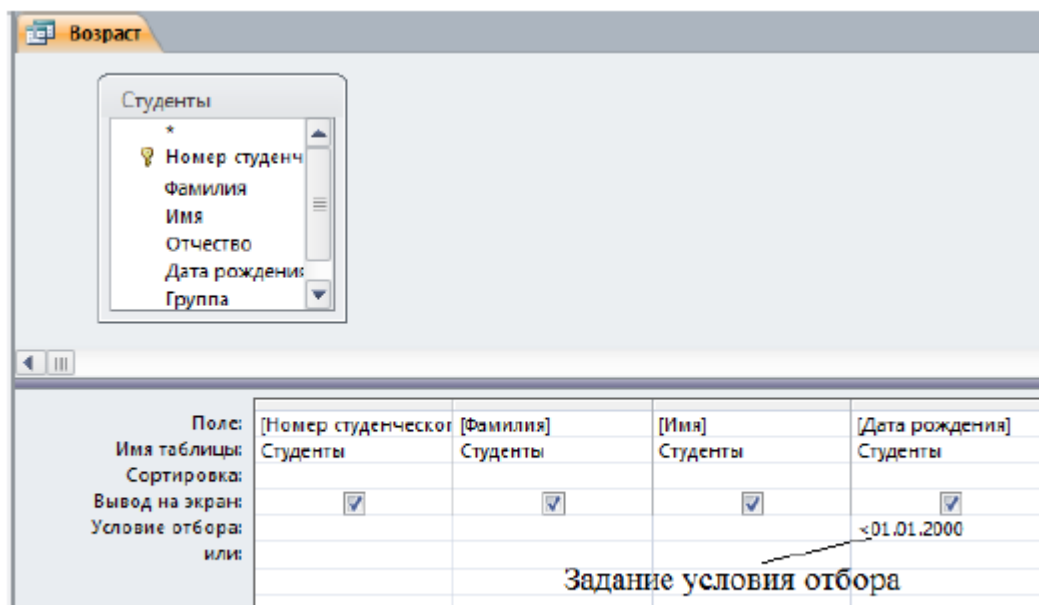 Возраст
Студенты
*
Номер студенч
Фамилия
Имя
Отчество
Дата рождения
Группа
Поле: [Номер студенческог [Фамилия] [Имя] [Дата рождения]
Имя таблицы: Студенты Студенты Студенты Студенты
Сортировка:
Вывод на экран:
Условие отбора: <01.01.2000
или:
Задание условия отбора